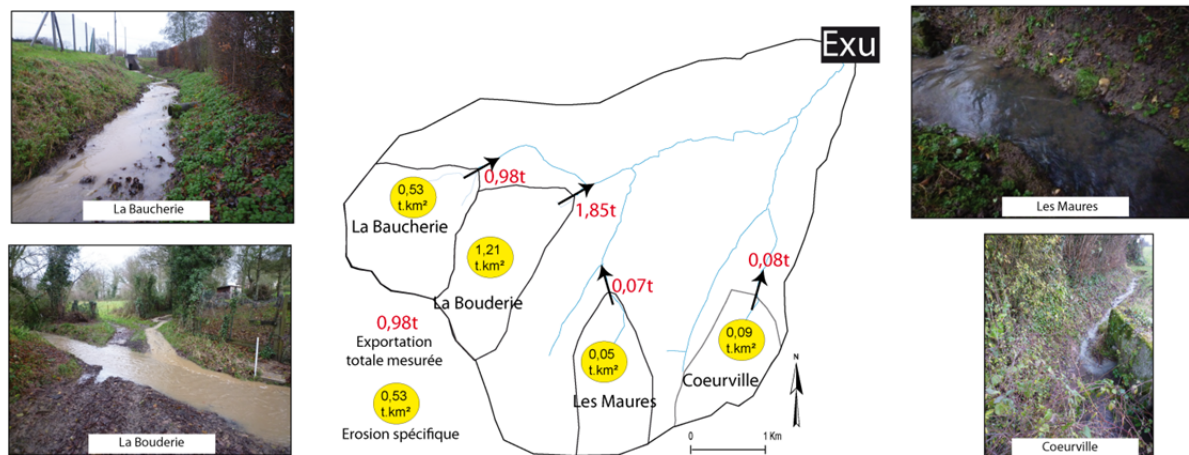 La Baucherie
La Bouderie
Exu
0,98t
1,85t
0,53
t.km²
La Baucherie
1,21
t.km²
La Bouderie
0,07t
0,08t
0,98t
Exportation
totale mesurée
0,05
t.km²
Les Maures
0,09
t.km²
Coeurville
0,53
t.km²
Erosion spécifique
N
0
1 Km
Les Maures
Coeurville